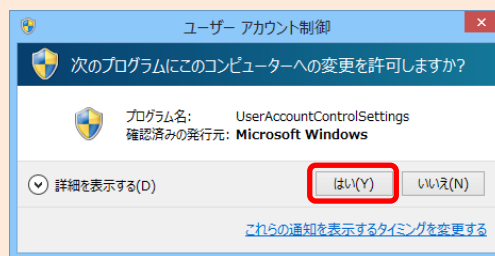 ユーザー アカウント制御
次のプログラムにこのコンピューターへの変更を許可しますか?
プログラム名: UserAccountControlSettings
確認済みの発行元: Microsoft Windows
詳細を表示する(D)
はい(Y)
いいえ(N)
これらの通知を表示するタイミングを変更する